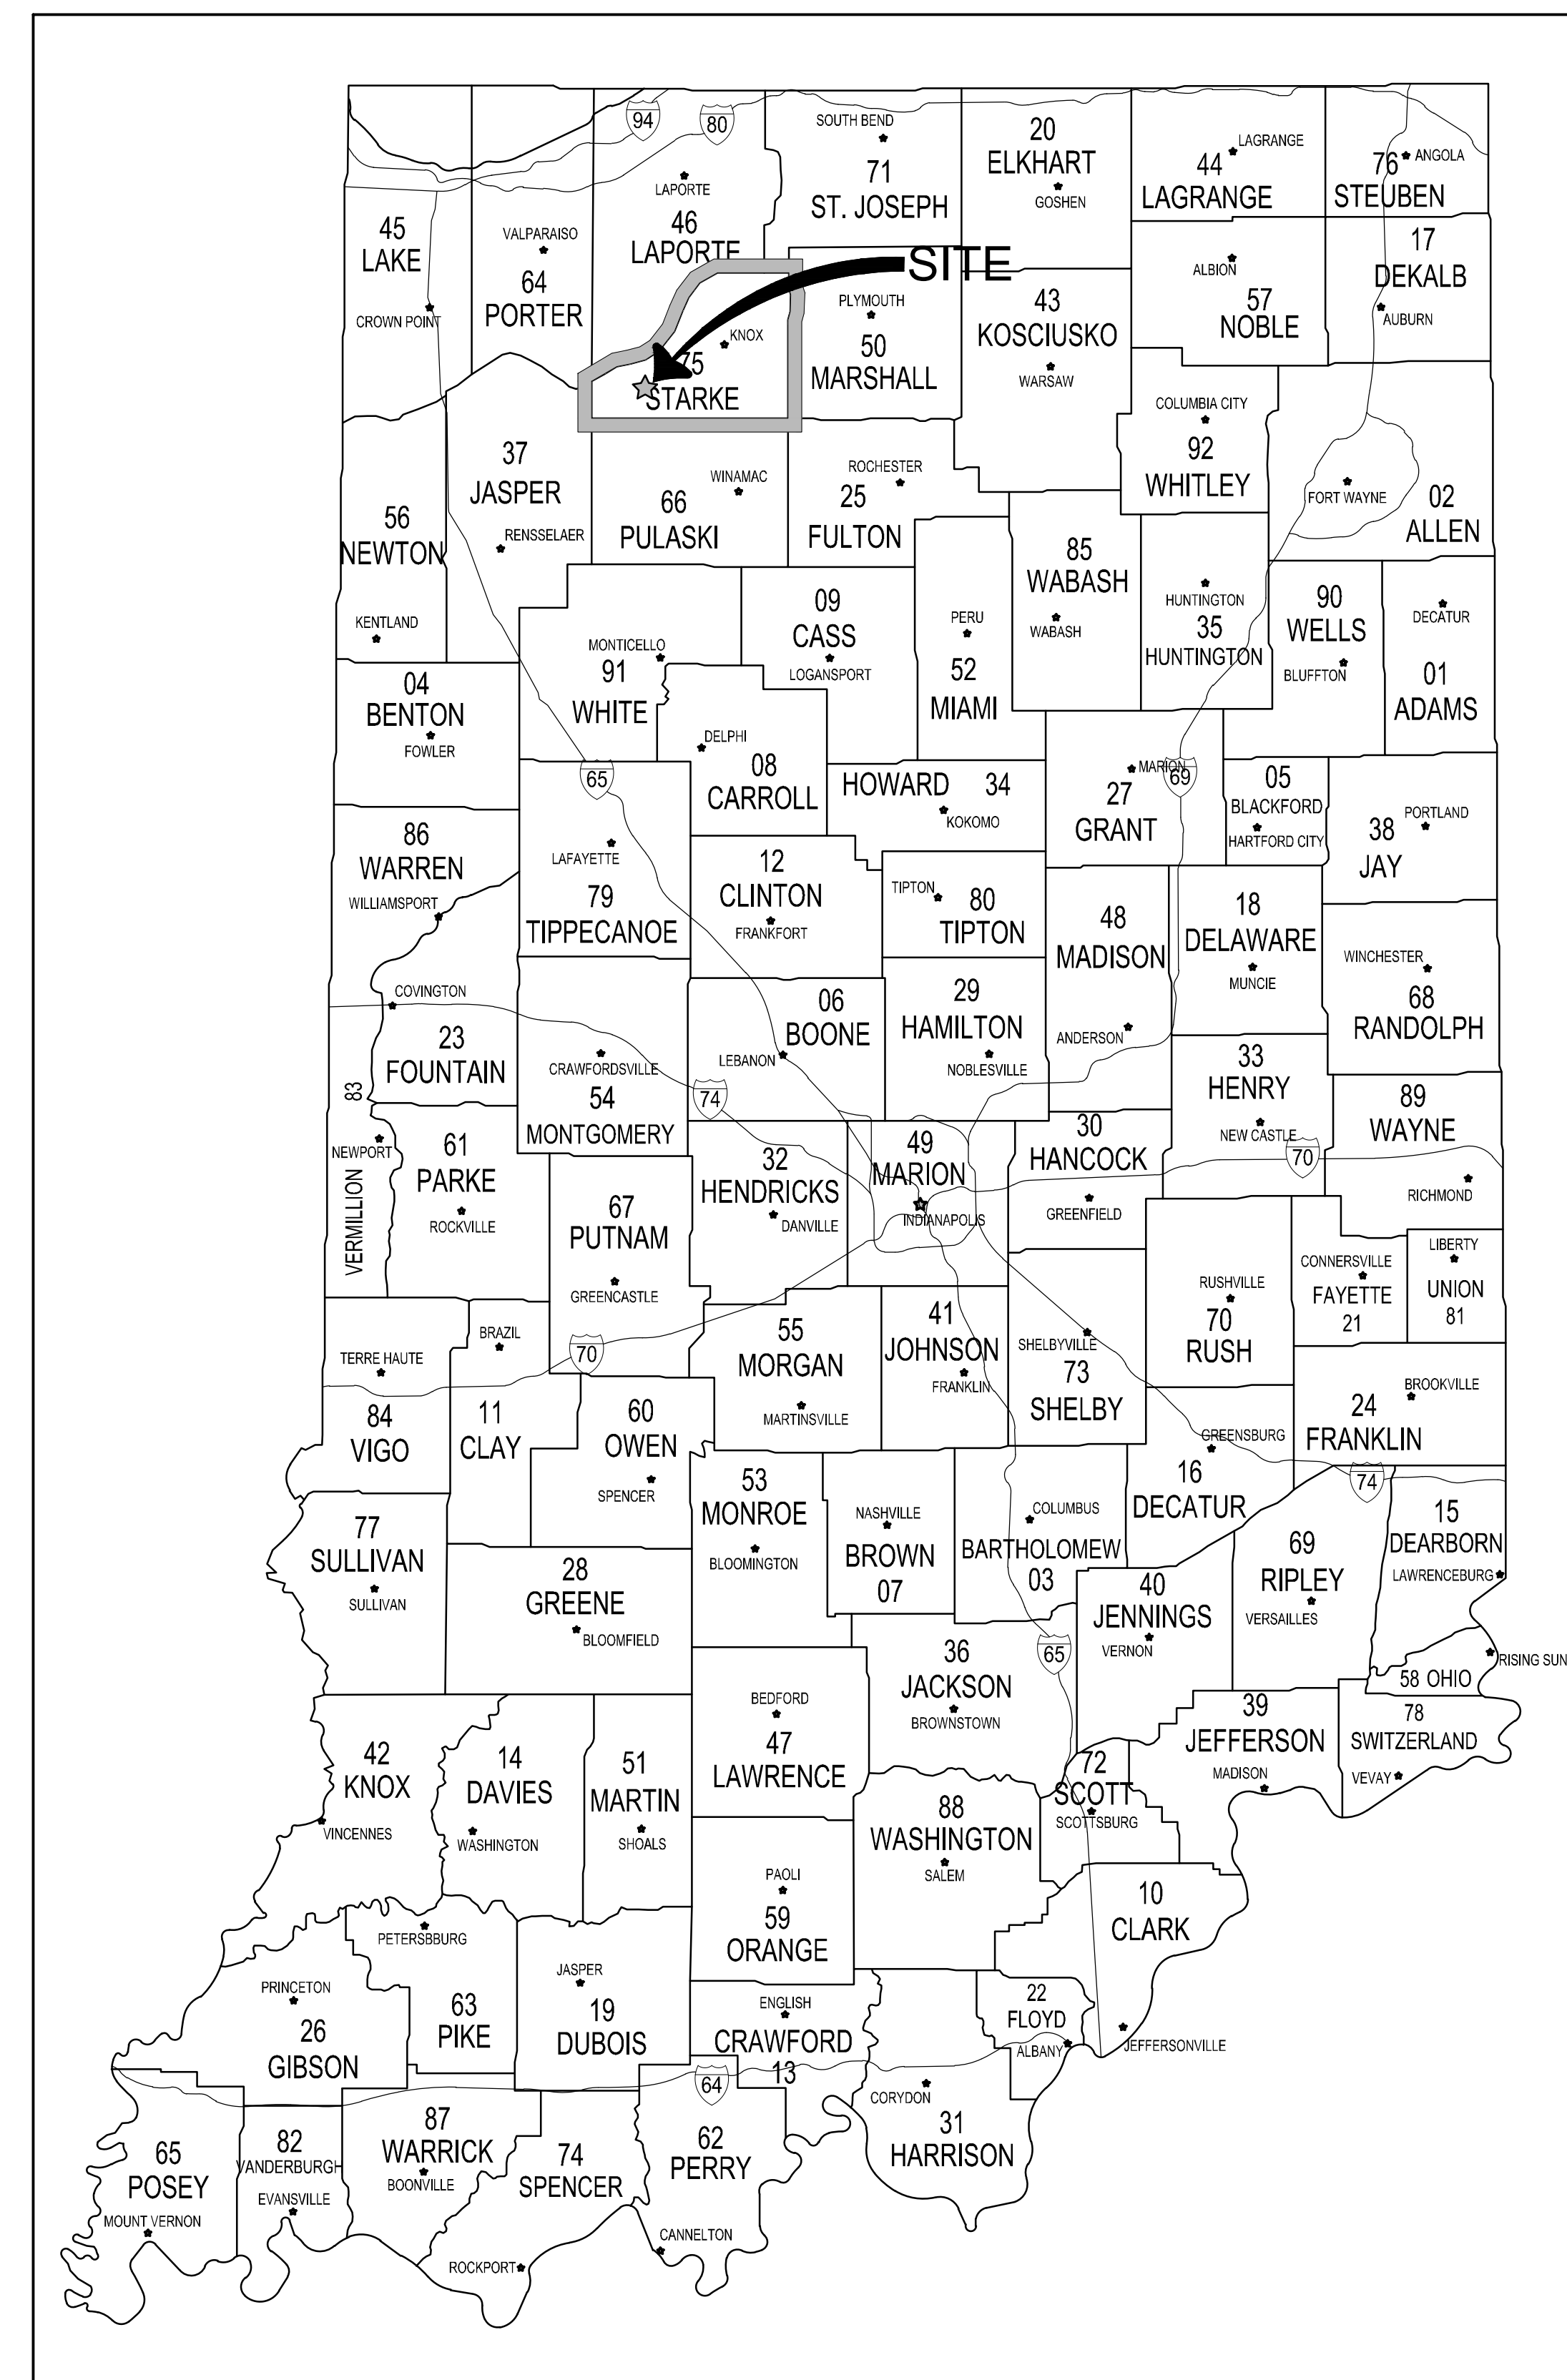 94
80
SOUTH BEND
71
ST. JOSEPH
20
ELKHART
GOSHEN
LAGRANGE
44
LAGRANGE
76
ANGOLA
STEUBEN
LAPORTE
46
LAPORTE
45
LAKE
CROWN POINT
VALPARAISO
64
PORTER
SITE
KNOX
75
STARKE
PLYMOUTH
50
MARSHALL
43
KOSCIUSKO
WARSAW
ALBION
57
NOBLE
17
DEKALB
AUBURN
COLUMBIA CITY
92
WHITLEY
FORT WAYNE
02
ALLEN
37
JASPER
RENSSELAER
56
NEWTON
KENTLAND
WINAMAC
66
PULASKI
ROCHESTER
25
FULTON
85
WABASH
WABASH
HUNTINGTON
35
HUNTINGTON
90
WELLS
BLUFFTON
DECATUR
01
ADAMS
09
CASS
LOGANSPORT
PERU
52
MIAMI
MONTICELLO
91
WHITE
04
BENTON
FOWLER
DELPHI
08
CARROLL
65
HOWARD 34
KOKOMO
MARION
69
27
GRANT
05
BLACKFORD
HARTFORD CITY
PORTLAND
38
JAY
86
WARREN
WILLIAMSPORT
LAFAYETTE
79
TIPPECANOE
12
CLINTON
FRANKFORT
TIPTON
80
TIPTON
48
MADISON
ANDERSON
18
DELAWARE
MUNCIE
WINCHESTER
68
RANDOLPH
COVINGTON
23
FOUNTAIN
CRAWFORDSVILLE
54
MONTGOMERY
74
06
BOONE
LEBANON
29
HAMILTON
NOBLESVILLE
33
HENRY
NEW CASTLE
70
89
WAYNE
RICHMOND
83
NEWPORT
VERMILLION
61
PARKE
ROCKVILLE
67
PUTNAM
GREENCASTLE
32
HENDRICKS
DANVILLE
49
MARION
INDIANAPOLIS
30
HANCOCK
GREENFIELD
RUSHVILLE
70
RUSH
CONNERSVILLE
FAYETTE
21
LIBERTY
UNION
81
TERRE HAUTE
84
VIGO
BRAZIL
11
CLAY
70
60
OWEN
SPENCER
55
MORGAN
MARTINSVILLE
41
JOHNSON
FRANKLIN
SHELBYVILLE
73
SHELBY
GREENSBURG
16
DECATUR
BROOKVILLE
24
FRANKLIN
74
77
SULLIVAN
SULLIVAN
28
GREENE
BLOOMFIELD
53
MONROE
BLOOMINGTON
NASHVILLE
BROWN
07
COLUMBUS
BARTHOLOMEW
03
40
JENNINGS
VERNON
69
RIPLEY
VERSAILLES
15
DEARBORN
LAWRENCEBURG
RISING SUN
58 OHIO
78
SWITZERLAND
VEVAY
36
JACKSON
BROWNSTOWN
65
39
JEFFERSON
MADISON
72
SCOTT
SCOTTSBURG
42
KNOX
VINCENNES
14
DAVIES
WASHINGTON
51
MARTIN
SHOALS
BEDFORD
47
LAWRENCE
88
WASHINGTON
SALEM
PAOLI
59
ORANGE
10
CLARK
JEFFERSONVILLE
22
FLOYD
ALBANY
PETERSBBURG
63
PIKE
PRINCETON
26
GIBSON
JASPER
19
DUBOIS
ENGLISH
CRAWFORD
13
64
CORYDON
31
HARRISON
65
POSEY
MOUNT VERNON
82
VANDERBURGH
EVANSVILLE
87
WARRICK
BOONVILLE
74
SPENCER
ROCKPORT
62
PERRY
CANNELTON